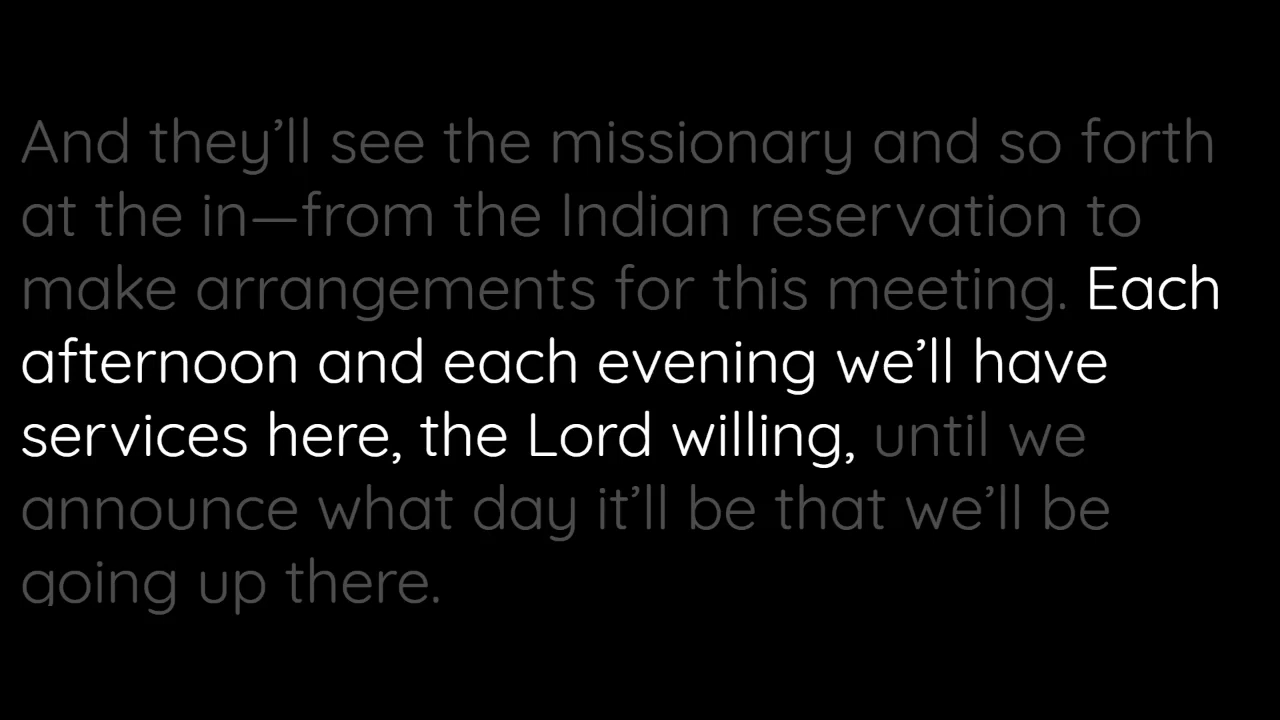 And they’ll see the missionary and so forth
at the in—from the Indian reservation to
make arrangements for this meeting. Each
afternoon and each evening we’ll have
services here, the Lord willing, until we
announce what day it’ll be that we’ll be
going up there.